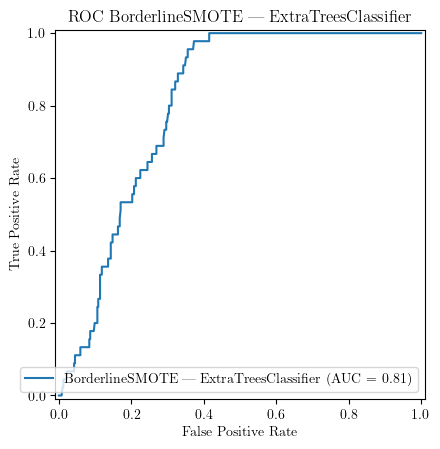 ROC BorderlineSMOTE — ExtraTreesClassifier
1.0
0.8
0.6
0.4
0.2
0.0
True Positive Rate
BorderlineSMOTE — ExtraTreesClassifier (AUC = 0.81)
0.0 0.2 0.4 0.6 0.8 1.0
False Positive Rate